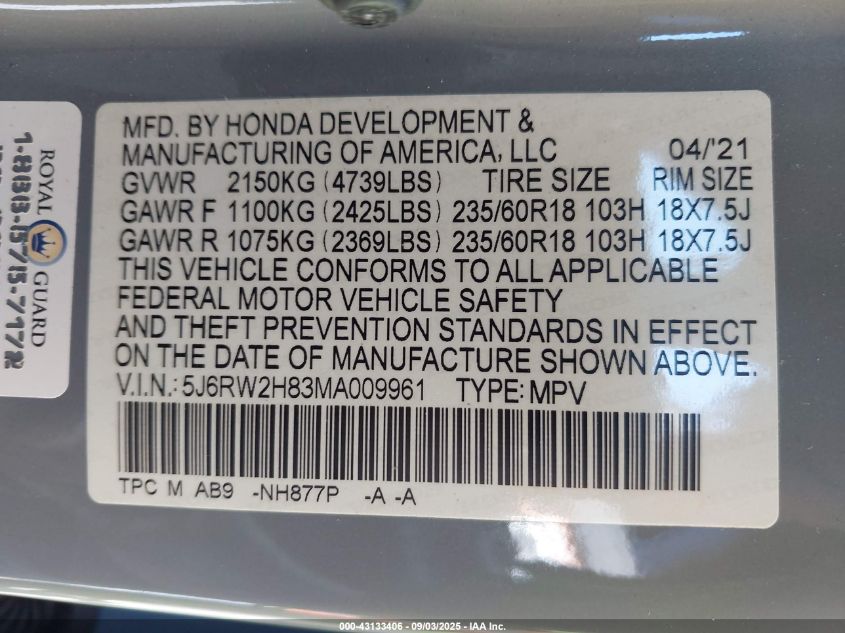 MFD. BY HONDA DEVELOPMENT &
MANUFACTURING OF AMERICA, LLC 04/'21
GVWR 2150KG (4739LBS) TIRE SIZE RIM SIZE
GAWR F 1100KG (2425LBS) 235/60R18 103H 18X7.5J
GAWR R 1075KG (2369LBS) 235/60R18 103H 18X7.5J
THIS VEHICLE CONFORMS TO ALL APPLICABLE
FEDERAL MOTOR VEHICLE SAFETY
AND THEFT PREVENTION STANDARDS IN EFFECT
ON THE DATE OF MANUFACTURE SHOWN ABOVE.
V.I.N.: 5J6RW2H83MA009961 TYPE: MPV
TPC M AB9 -NH877P -A -A
ROYAL GUARD
000-43133406 - 09/03/2025 - IAA Inc.